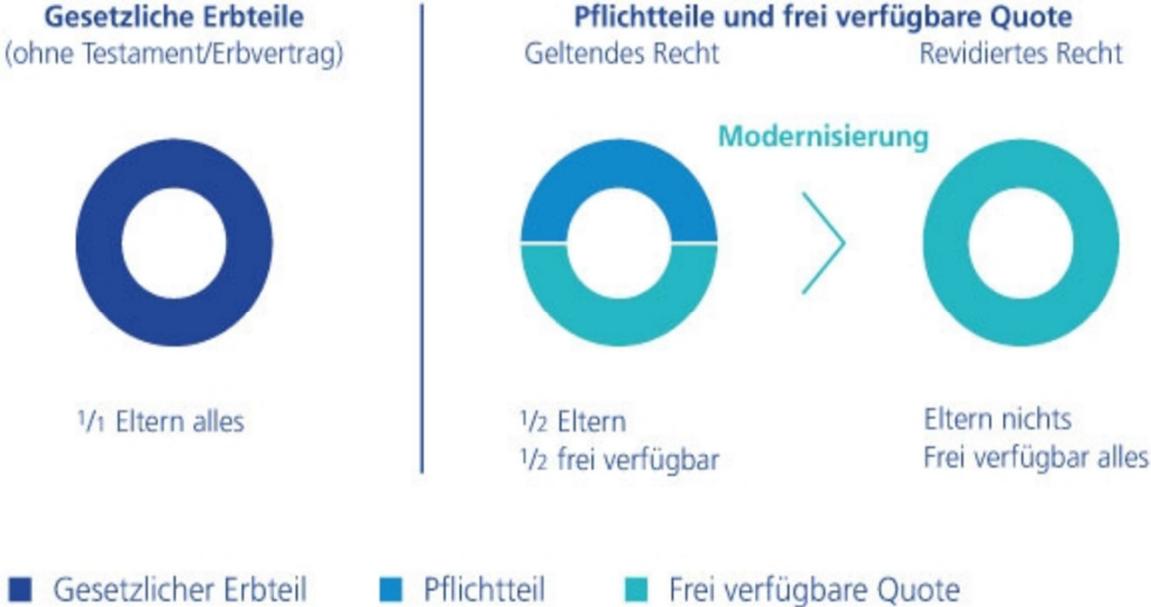 Gesetzliche Erbteile
(ohne Testament/Erbvertrag)
1/1 Eltern alles
Pflichtteile und frei verfügbare Quote
Geltendes Recht
Revidiertes Recht
Modernisierung
1/2 Eltern
1/2 frei verfügbar
Eltern nichts
Frei verfügbar alles
Gesetzlicher Erbteil
Pflichtteil
Frei verfügbare Quote